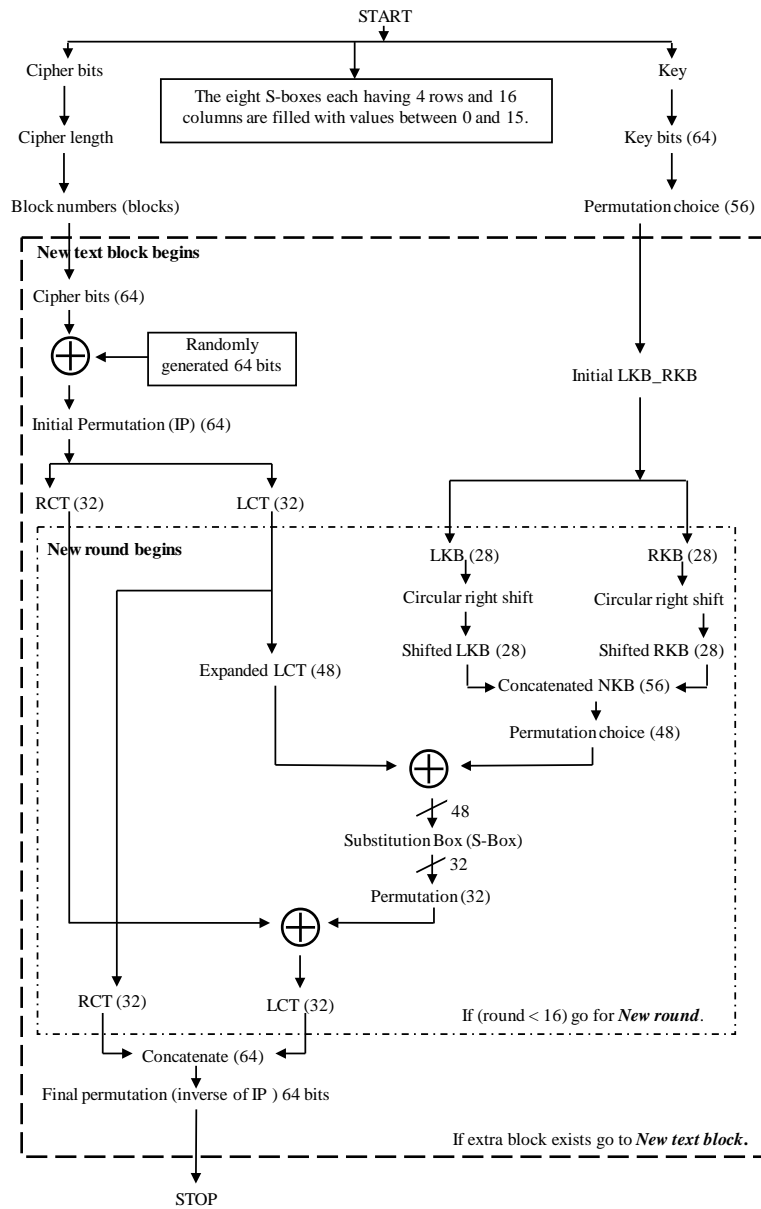 START
Cipher bits
Key
The eight S-boxes each having 4 rows and 16
columns are filled with values between 0 and 15.
Cipher length
Key bits (64)
Block numbers (blocks)
Permutation choice (56)
New text block begins
Cipher bits (64)
Randomly
generated 64 bits
Initial LKB_RKB
Initial Permutation (IP) (64)
RCT (32)
LCT (32)
New round begins
LKB (28)
RKB (28)
Circular right shift
Circular right shift
Shifted LKB (28)
Shifted RKB (28)
Expanded LCT (48)
Concatenated NKB (56)
Permutation choice (48)
48
Substitution Box (S-Box)
32
Permutation (32)
RCT (32)
LCT (32)
If (round < 16) go for New round.
Concatenate (64)
Final permutation (inverse of IP ) 64 bits
If extra block exists go to New text block.
STOP